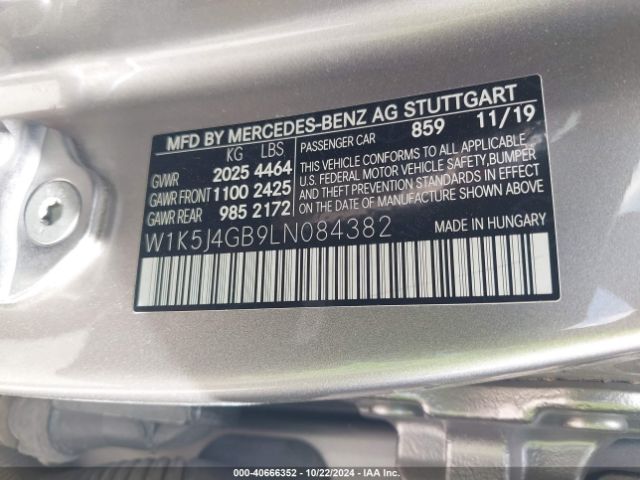 MFD BY MERCEDES-BENZ AG STUTTGART
KG LBS PASSENGER CAR 859 11/19
GVWR 2025 4464
GAWR FRONT 1100 2425
GAWR REAR 985 2172
THIS VEHICLE CONFORMS TO ALL APPLICABLE
U.S. FEDERAL MOTOR VEHICLE SAFETY, BUMPER
AND THEFT PREVENTION STANDARDS IN EFFECT
ON THE DATE OF MANUFACTURE SHOWN ABOVE.
W1K5J4GB9LN084382 MADE IN HUNGARY
000-40666352 | 10/22/2024 | IAA Inc.